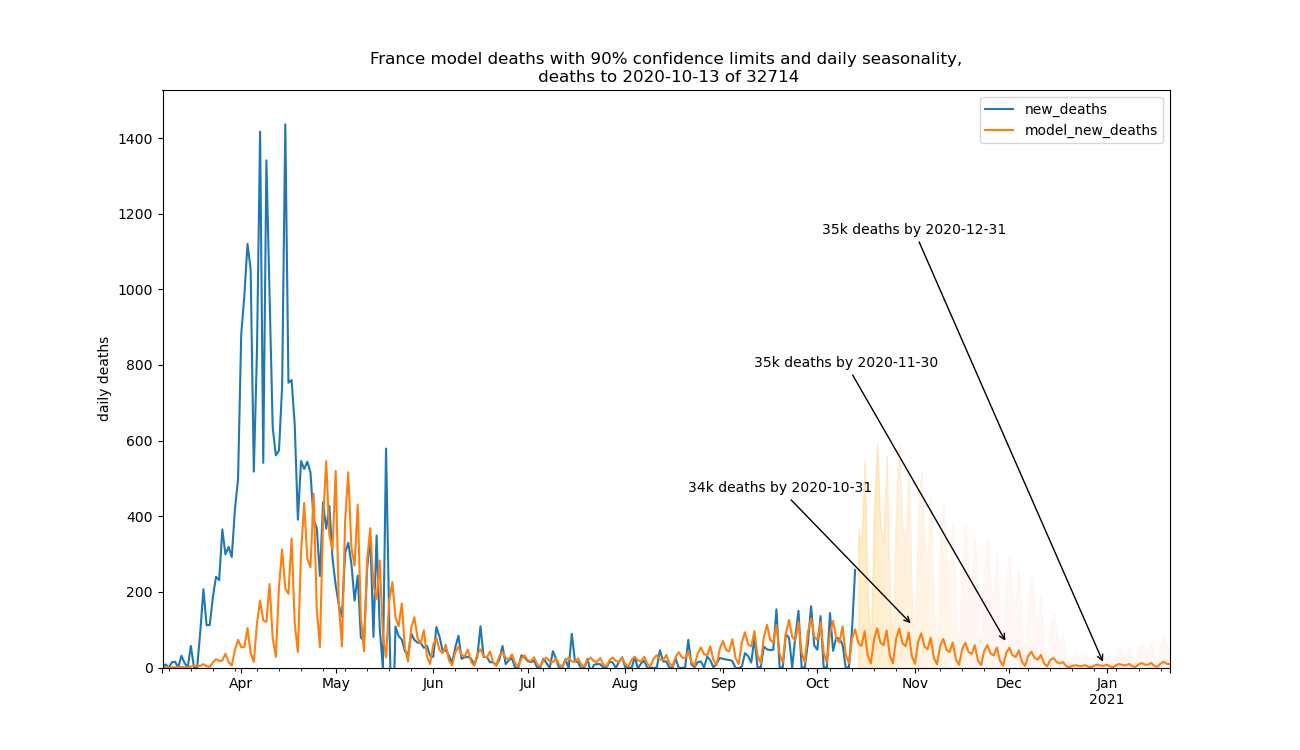 France model deaths with 90% confidence limits and daily seasonality,
deaths to 2020-10-13 of 32714
new_deaths
model_new_deaths
1400
1200
1000
800
600
400
200
0
daily deaths
35k deaths by 2020-12-31
35k deaths by 2020-11-30
34k deaths by 2020-10-31
Apr May Jun Jul Aug Sep Oct Nov Dec Jan
2021